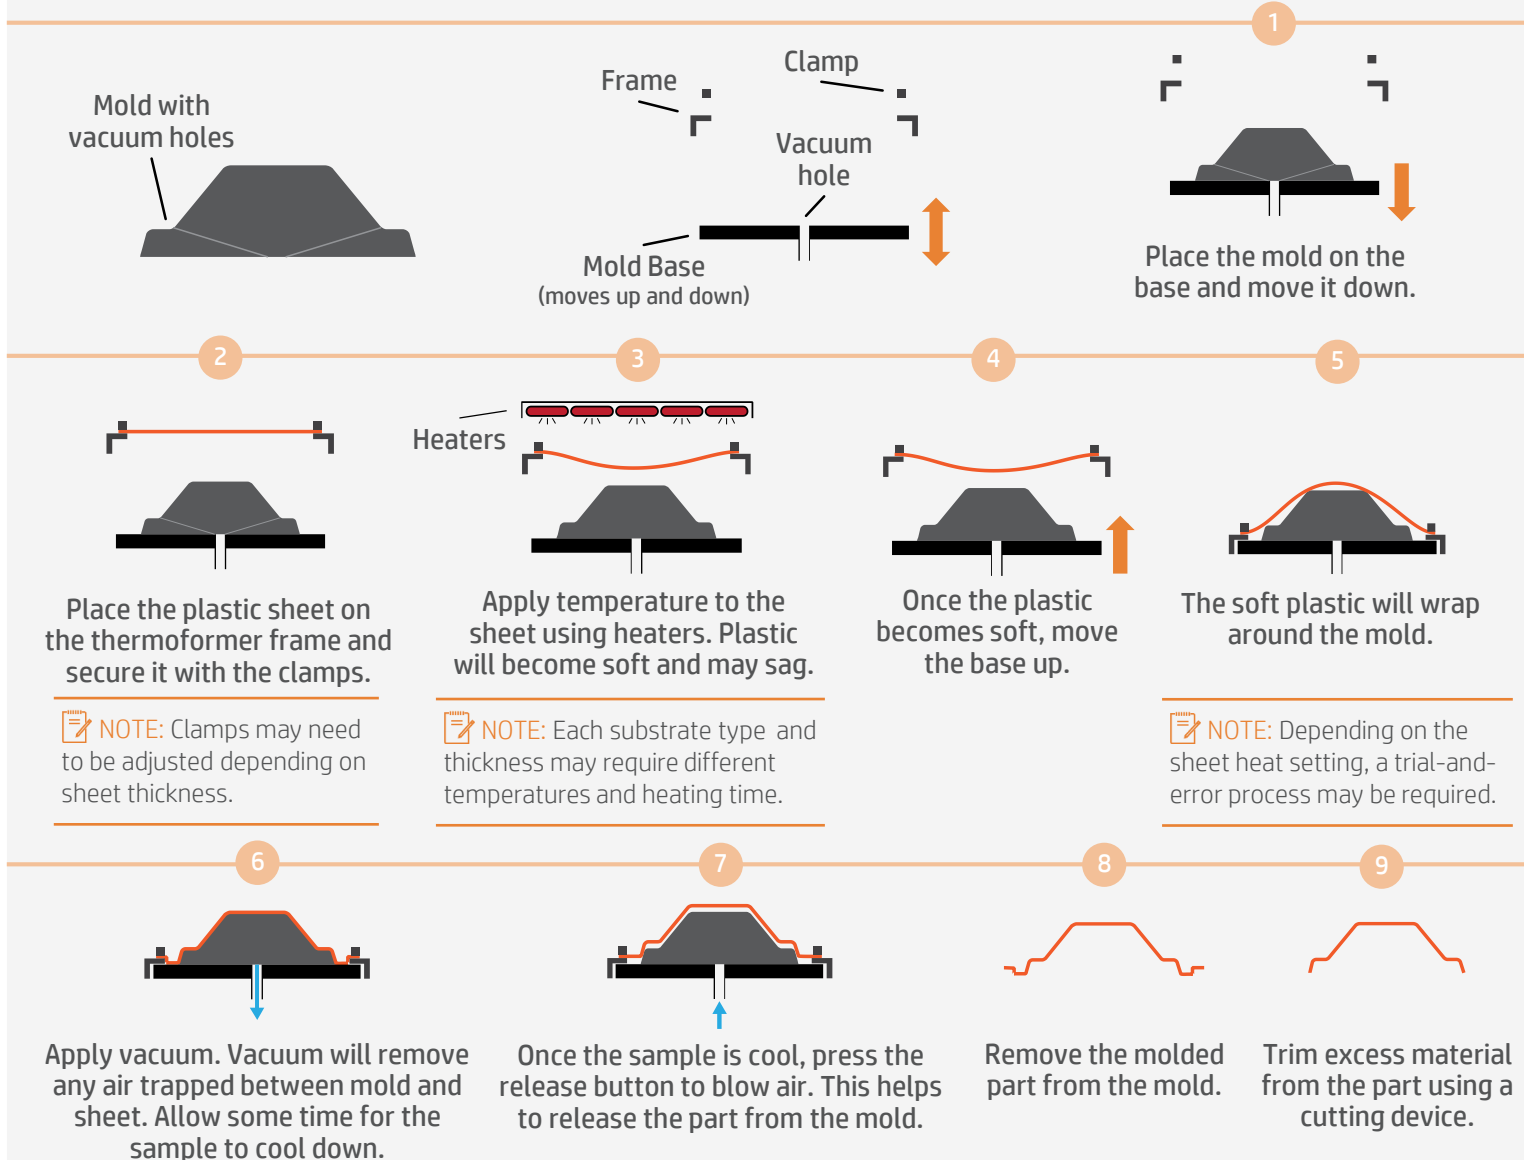 1
Mold with
vacuum holes
Frame
Clamp
Vacuum
hole
Mold Base
(moves up and down)
Place the mold on the
base and move it down.
2
Place the plastic sheet on
the thermoformer frame and
secure it with the clamps.
NOTE: Clamps may need
to be adjusted depending on
sheet thickness.
3
Heaters
Apply temperature to the
sheet using heaters. Plastic
will become soft and may sag.
NOTE: Each substrate type and
thickness may require different
temperatures and heating time.
4
Once the plastic
becomes soft, move
the base up.
5
The soft plastic will wrap
around the mold.
NOTE: Depending on the
sheet heat setting, a trial-and-
error process may be required.
6
Apply vacuum. Vacuum will remove
any air trapped between mold and
sheet. Allow some time for the
sample to cool down.
7
Once the sample is cool, press the
release button to blow air. This helps
to release the part from the mold.
8
Remove the molded
part from the mold.
9
Trim excess material
from the part using a
cutting device.